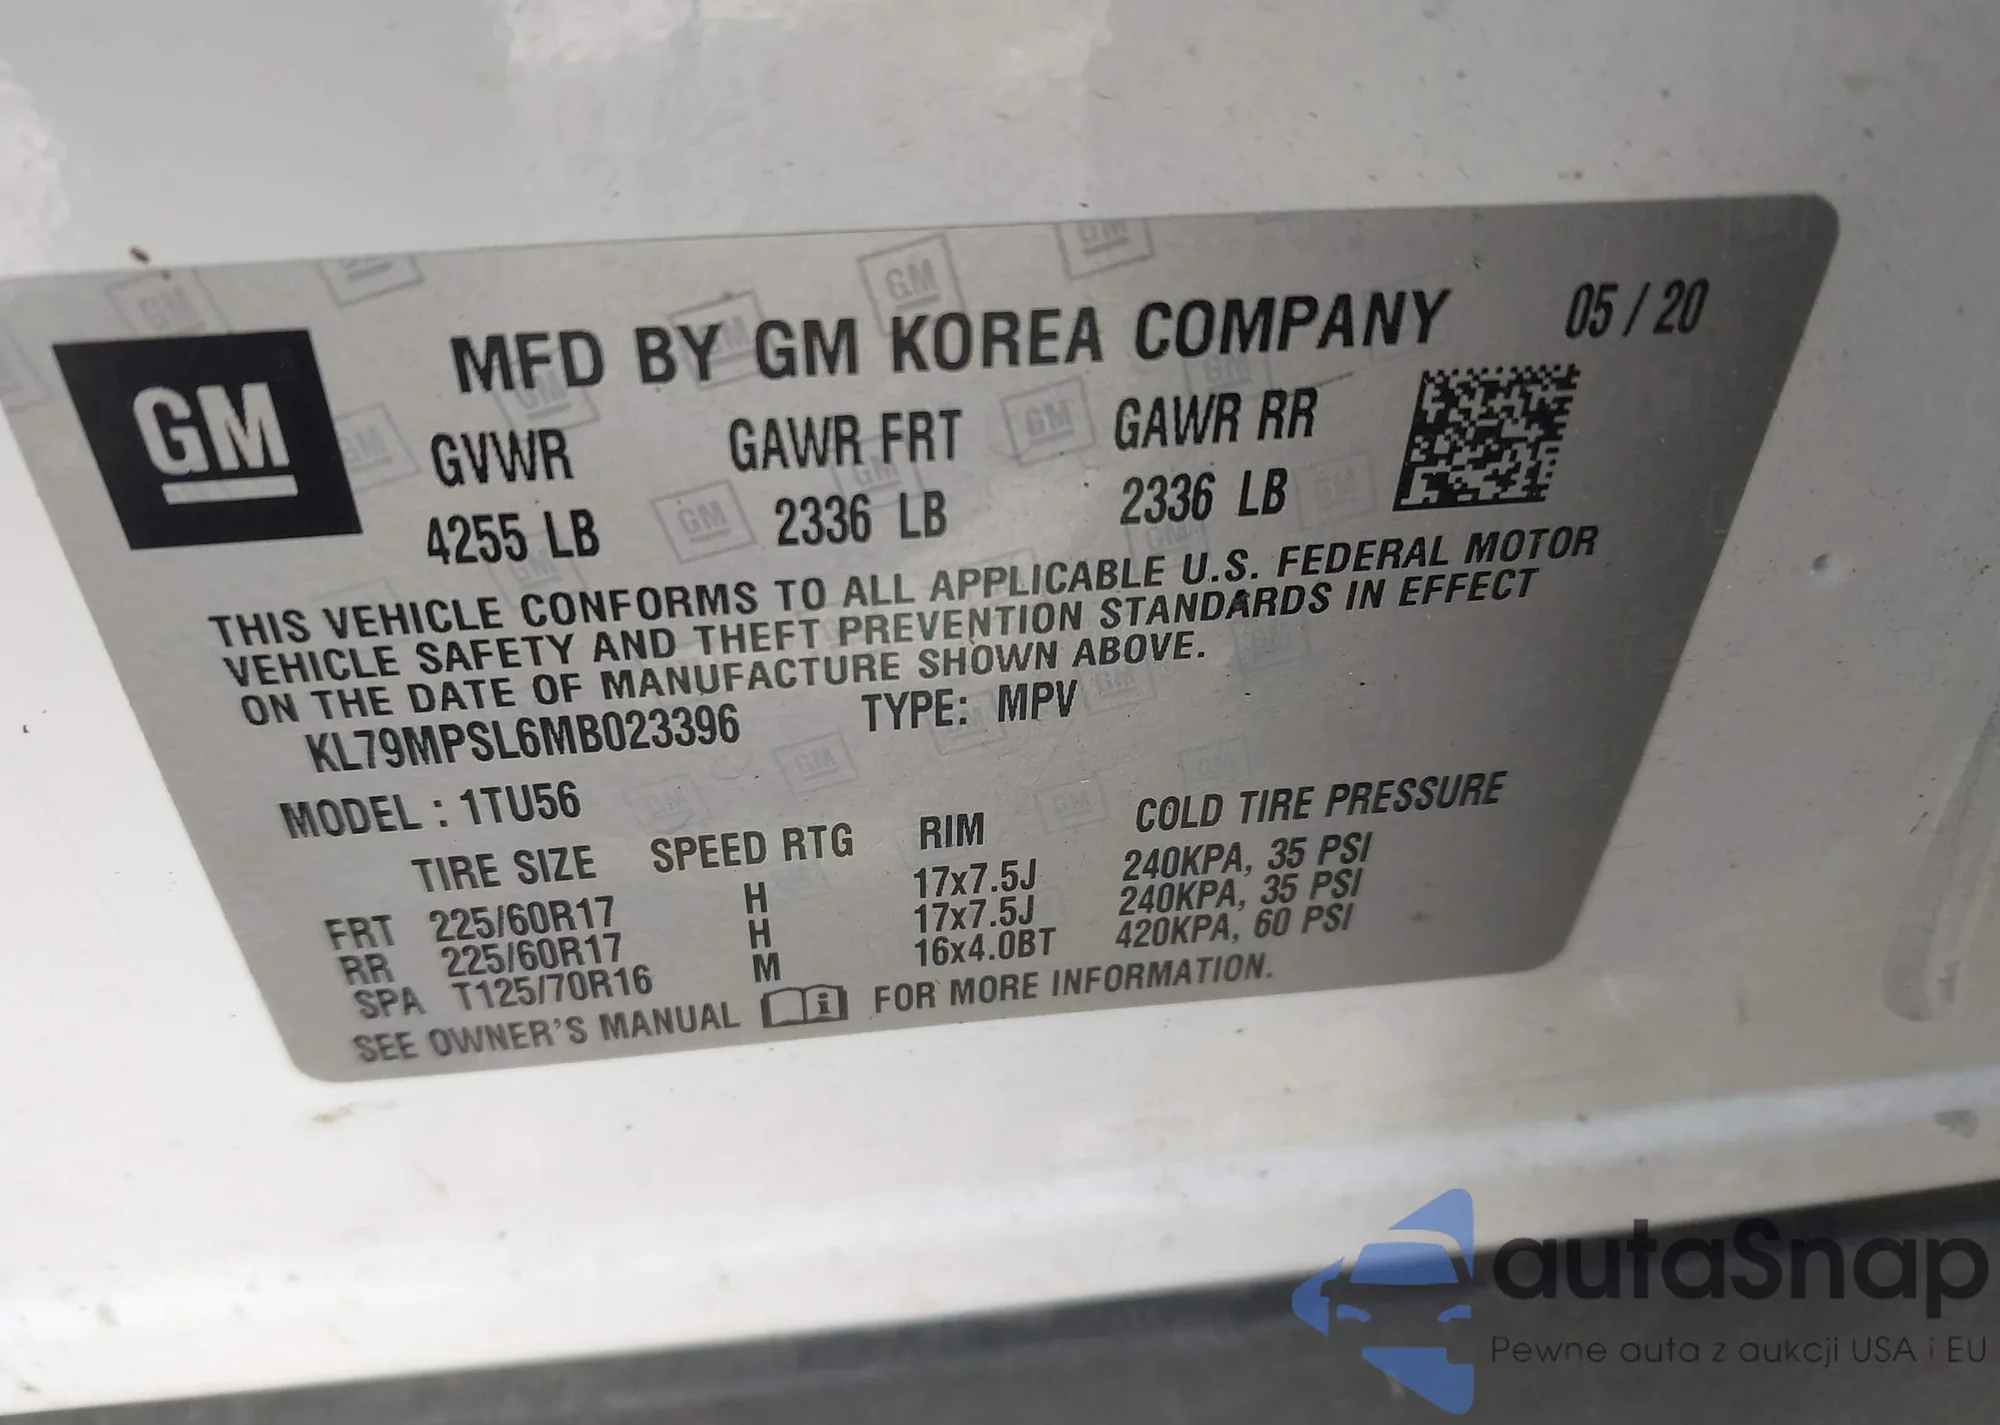 GM
MFD BY GM KOREA COMPANY 05 / 20
GVWR GAWR FRT GAWR RR
4255 LB 2336 LB 2336 LB
THIS VEHICLE CONFORMS TO ALL APPLICABLE U.S. FEDERAL MOTOR
VEHICLE SAFETY AND THEFT PREVENTION STANDARDS IN EFFECT
ON THE DATE OF MANUFACTURE SHOWN ABOVE.
KL79MPSL6MB023396 TYPE: MPV
MODEL : 1TU56
TIRE SIZE SPEED RTG RIM COLD TIRE PRESSURE
FRT 225/60R17 H 17x7.5J 240KPA, 35 PSI
RR 225/60R17 H 17x7.5J 240KPA, 35 PSI
SPA T125/70R16 M 16x4.0BT 420KPA, 60 PSI
SEE OWNER'S MANUAL FOR MORE INFORMATION.
autaSnap
Pewne auta z aukcji USA i EU